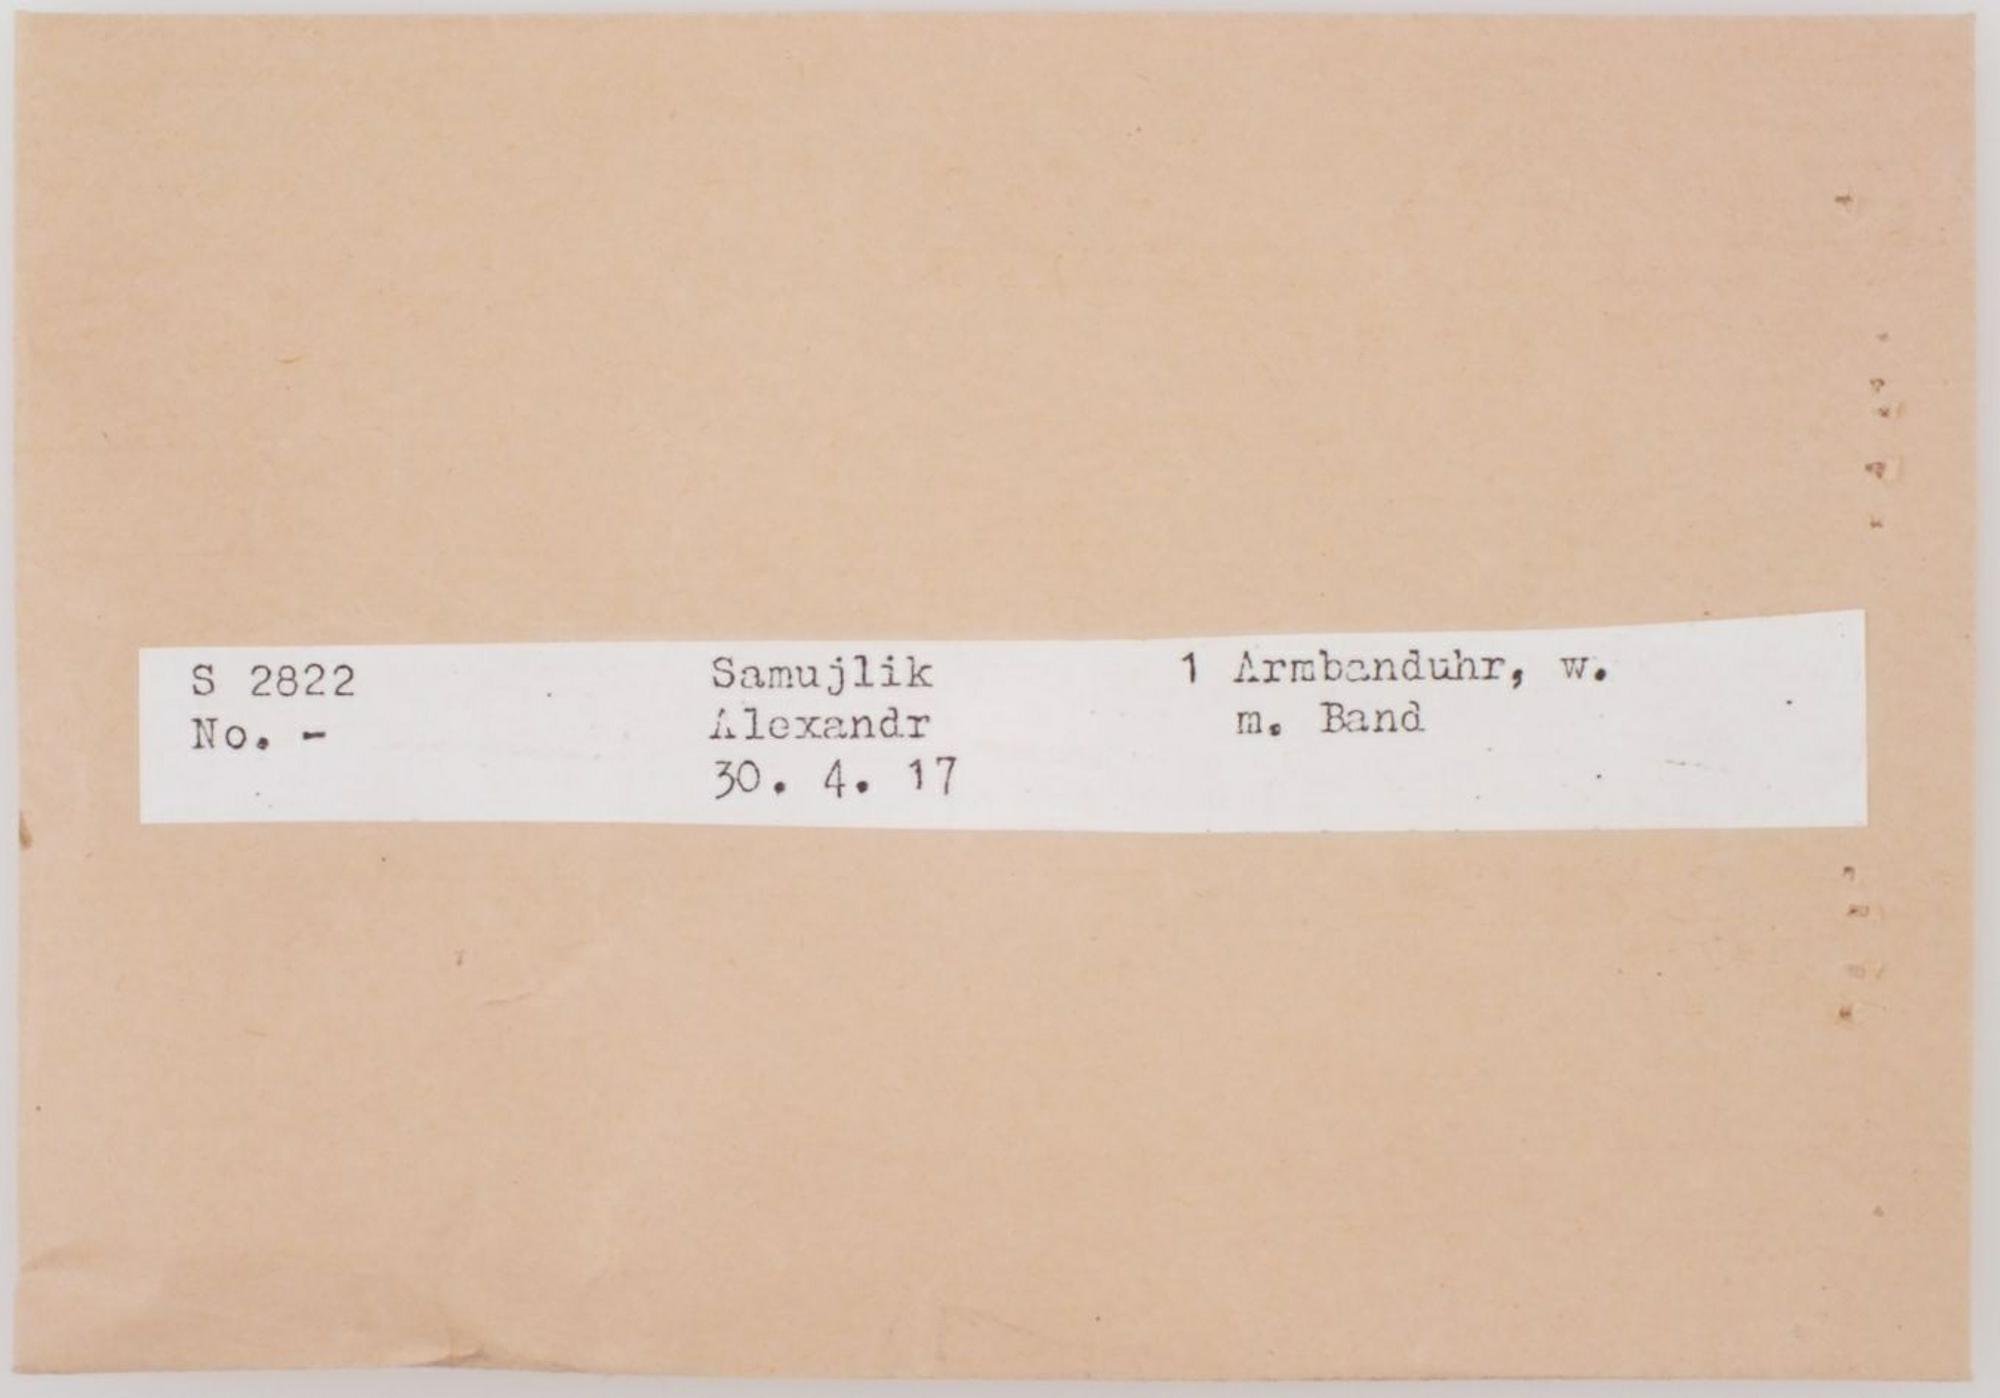 S 2822
No. -
Samujlik
Alexandr
30. 4. 17
1 Armbanduhr, w.
m. Band